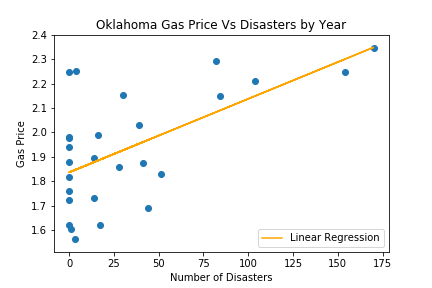 Oklahoma Gas Price Vs Disasters by Year
2.4
2.3
2.2
2.1
2.0
1.9
1.8
1.7
1.6
Gas Price
Linear Regression
0 25 50 75 100 125 150 175
Number of Disasters